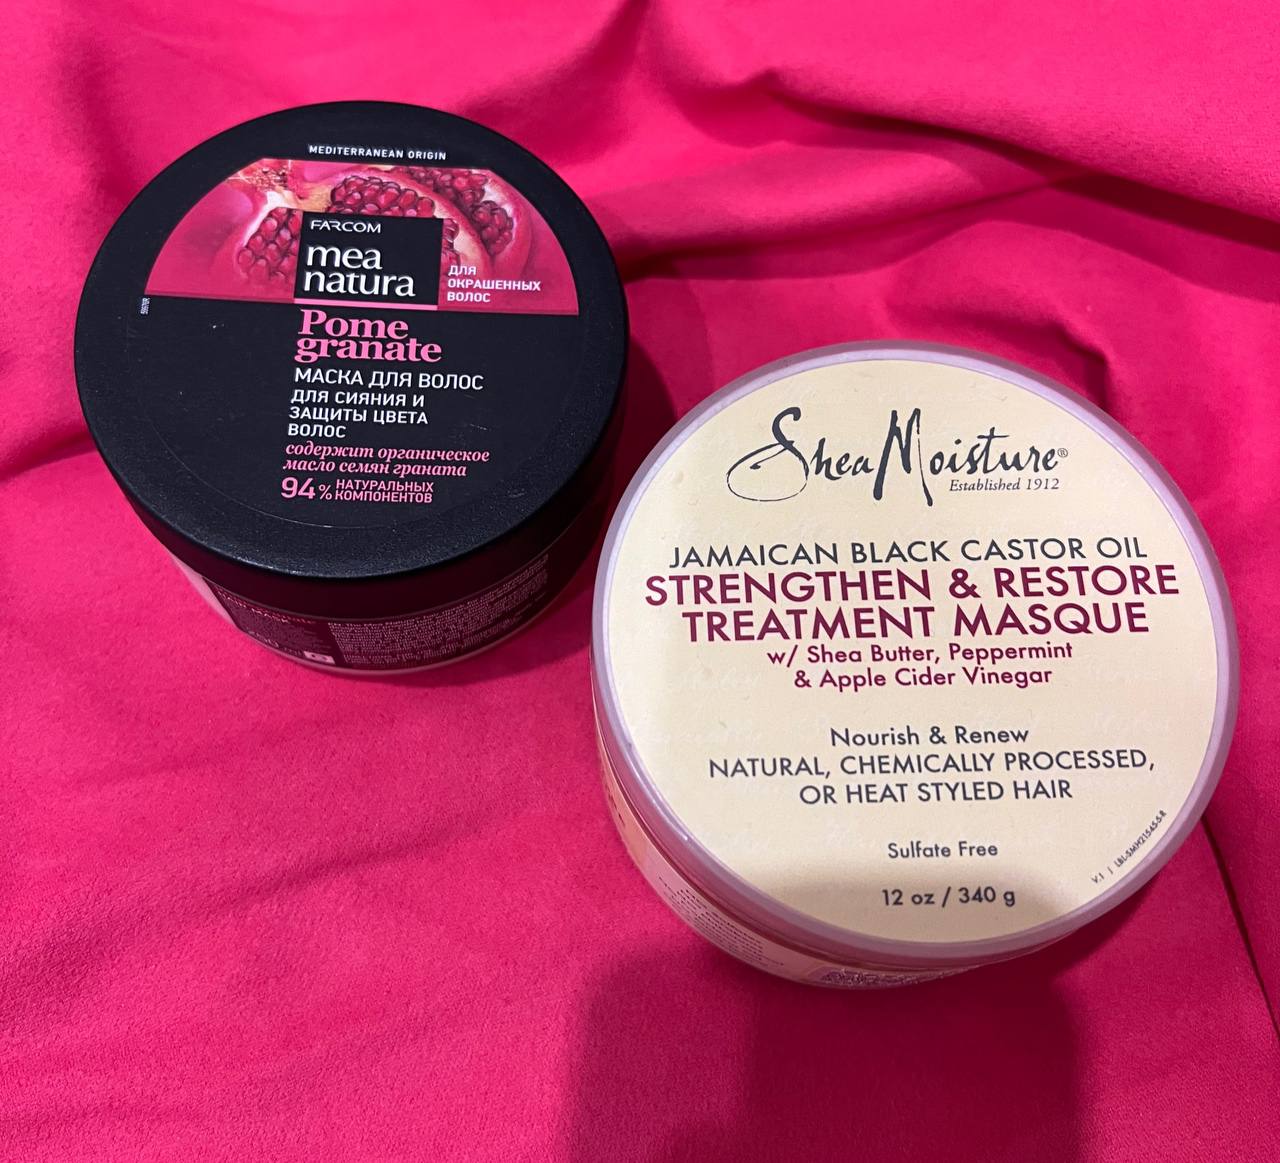 MEDITERRANEAN ORIGIN
FARCOM
mea
natura
ДЛЯ
ОКРАШЕННЫХ
ВОЛОС
Pome
granate
МАСКА ДЛЯ ВОЛОС
ДЛЯ СИЯНИЯ И
ЗАЩИТЫ ЦВЕТА
ВОЛОС
содержит органическое
масло семян граната
94% НАТУРАЛЬНЫХ
КОМПОНЕНТОВ
SheaMoisture®
Established 1912
JAMAICAN BLACK CASTOR OIL
STRENGTHEN & RESTORE
TREATMENT MASQUE
w/ Shea Butter, Peppermint
& Apple Cider Vinegar
Nourish & Renew
NATURAL, CHEMICALLY PROCESSED,
OR HEAT STYLED HAIR
Sulfate Free
12 oz / 340 g
V.1 | LBL-SMH21545-S-R